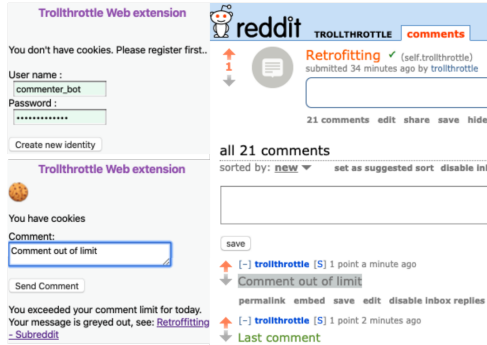 Trollthrottle Web extension
You don't have cookies. Please register first..
User name :
commenter_bot
Password :
•••••••••••••
Create new identity
Trollthrottle Web extension
You have cookies
Comment:
Comment out of limit
Send Comment
You exceeded your comment limit for today.
Your message is greyed out, see: Retroffitting
- Subreddit
reddit TROLLTHROTTLE comments
1
Retrofitting ✓ (self.trollthrottle)
submitted 34 minutes ago by trollthrottle
21 comments edit share save hide
all 21 comments
sorted by: new ▼ set as suggested sort disable inl
save
[-] trollthrottle [S] 1 point a minute ago
Comment out of limit
permalink embed save edit disable inbox replies
[-] trollthrottle [S] 1 point 2 minutes ago
Last comment